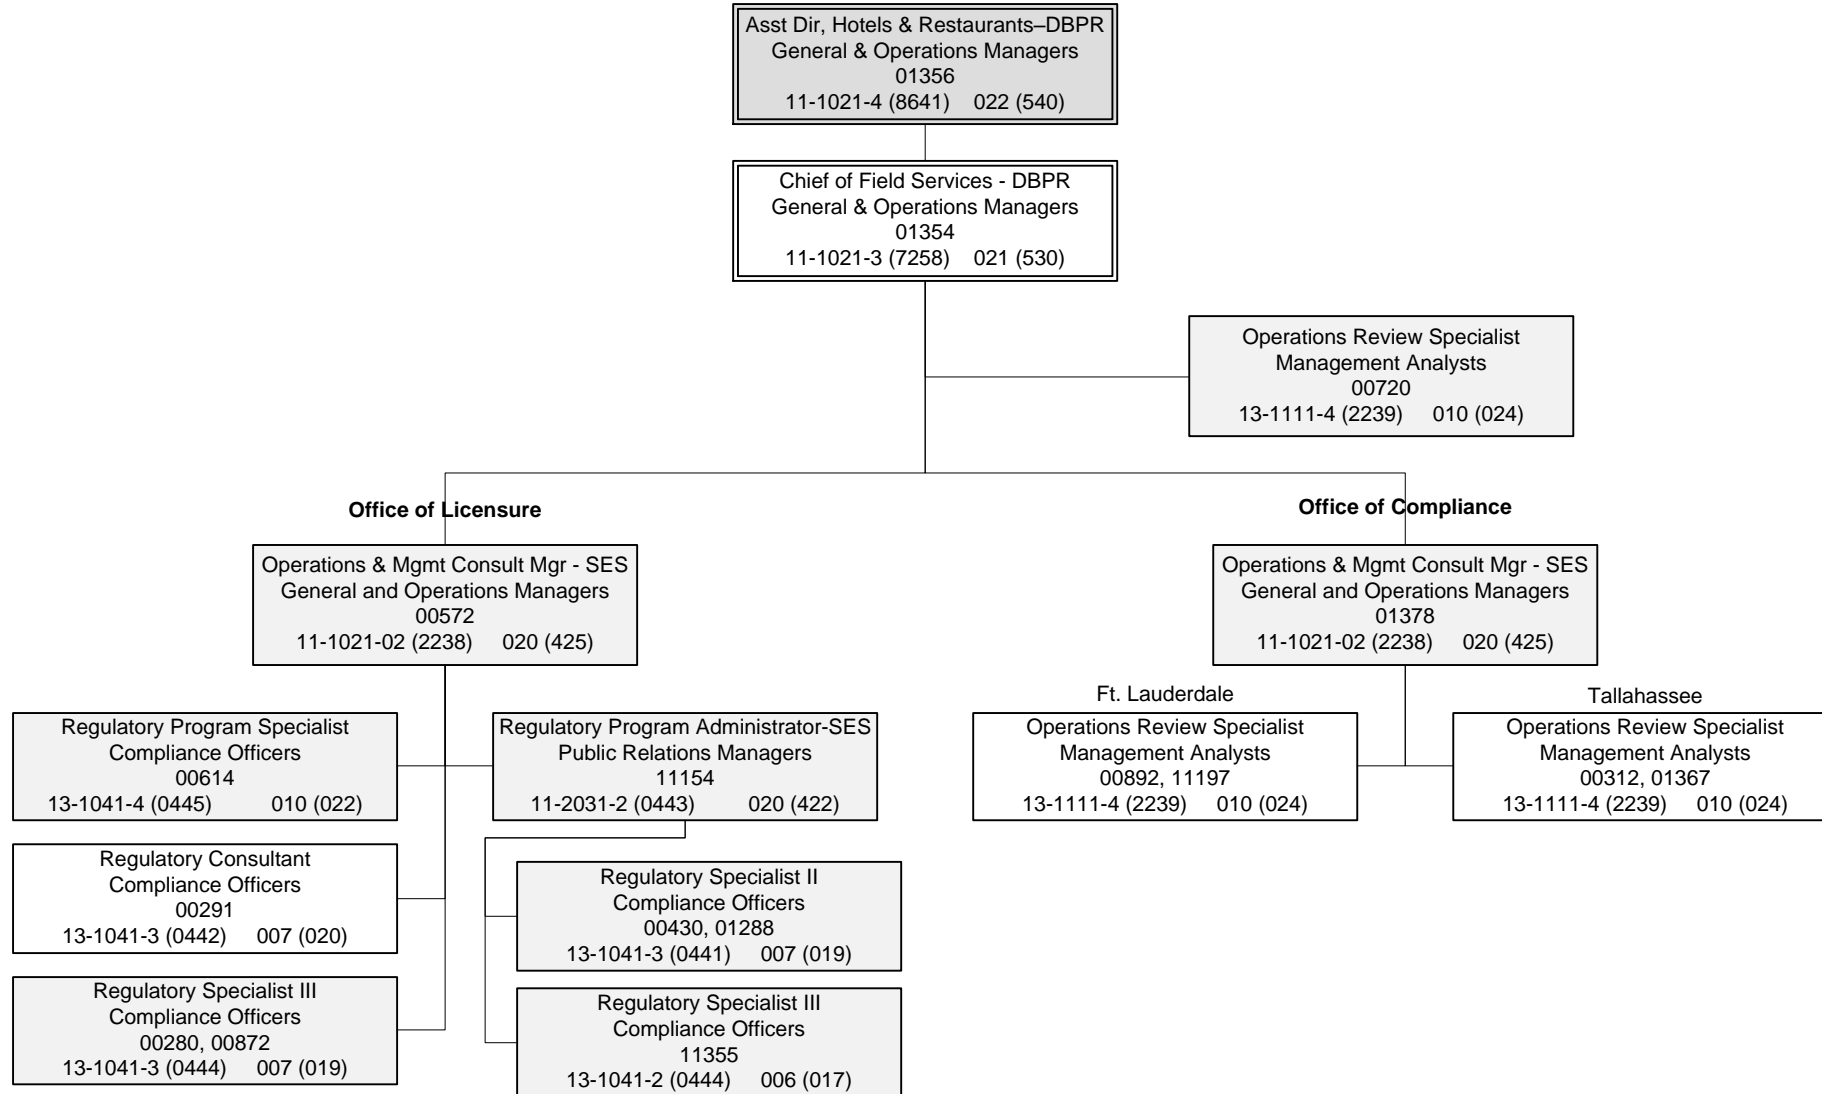 Asst Dir, Hotels & Restaurants–DBPR
General & Operations Managers
01356
11-1021-4 (8641) 022 (540)
Chief of Field Services - DBPR
General & Operations Managers
01354
11-1021-3 (7258) 021 (530)
Operations Review Specialist
Management Analysts
00720
13-1111-4 (2239) 010 (024)
Office of Licensure
Operations & Mgmt Consult Mgr - SES
General and Operations Managers
00572
11-1021-02 (2238) 020 (425)
Regulatory Program Specialist
Compliance Officers
00614
13-1041-4 (0445) 010 (022)
Regulatory Consultant
Compliance Officers
00291
13-1041-3 (0442) 007 (020)
Regulatory Specialist III
Compliance Officers
00280, 00872
13-1041-3 (0444) 007 (019)
Regulatory Program Administrator-SES
Public Relations Managers
11154
11-2031-2 (0443) 020 (422)
Regulatory Specialist II
Compliance Officers
00430, 01288
13-1041-3 (0441) 007 (019)
Regulatory Specialist III
Compliance Officers
11355
13-1041-2 (0444) 006 (017)
Office of Compliance
Operations & Mgmt Consult Mgr - SES
General and Operations Managers
01378
11-1021-02 (2238) 020 (425)
Ft. Lauderdale
Operations Review Specialist
Management Analysts
00892, 11197
13-1111-4 (2239) 010 (024)
Tallahassee
Operations Review Specialist
Management Analysts
00312, 01367
13-1111-4 (2239) 010 (024)